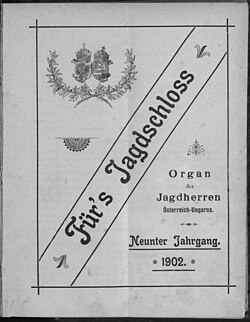 Für's Jagdschloss
Organ
der
Jagdherren
Österreich-Ungarns.
Neunter Jahrgang.
* 1902. *